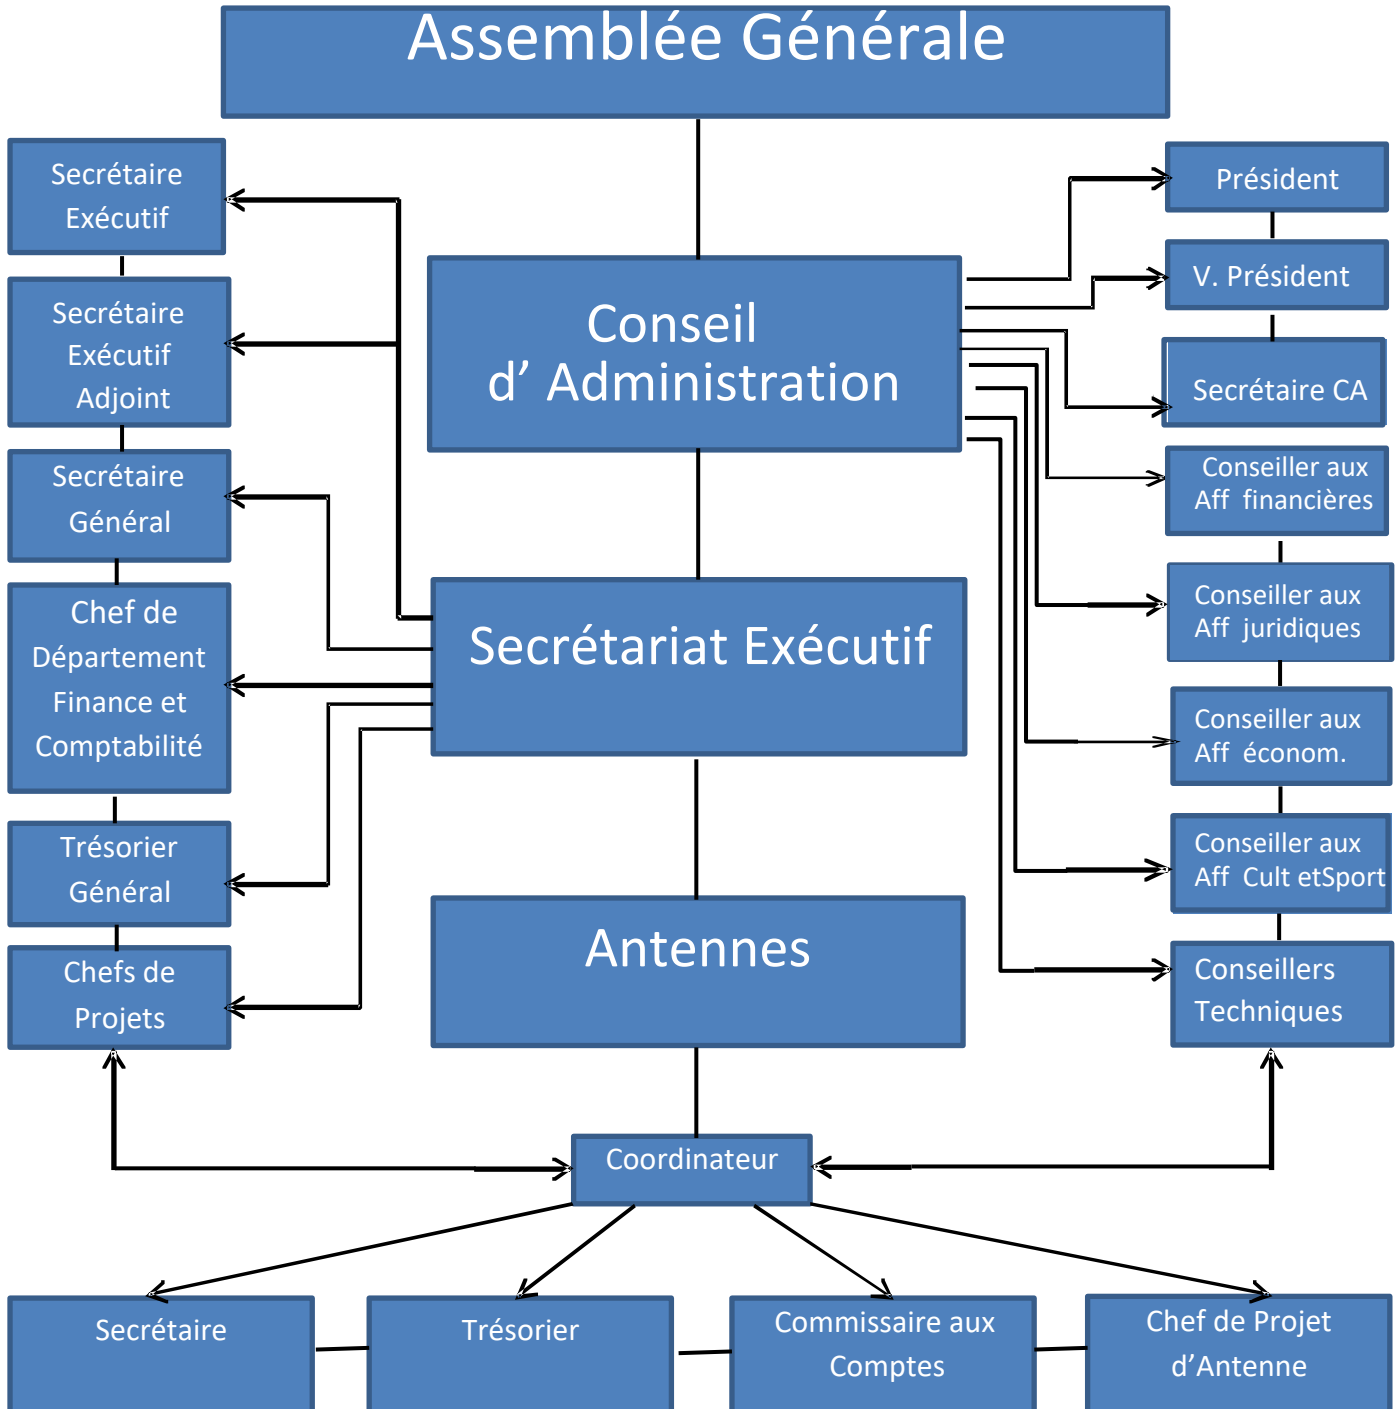 Assemblée Générale
Secrétaire
Exécutif
Secrétaire
Exécutif
Adjoint
Secrétaire
Général
Chef de
Département
Finance et
Comptabilité
Trésorier
Général
Chefs de
Projets
Conseil
d’ Administration
Secrétariat Exécutif
Antennes
Président
V. Président
Secrétaire CA
Conseiller aux
Aff financières
Conseiller aux
Aff juridiques
Conseiller aux
Aff économ.
Conseiller aux
Aff Cult etSport
Conseillers
Techniques
Coordinateur
Secrétaire
Trésorier
Commissaire aux
Comptes
Chef de Projet
d’Antenne